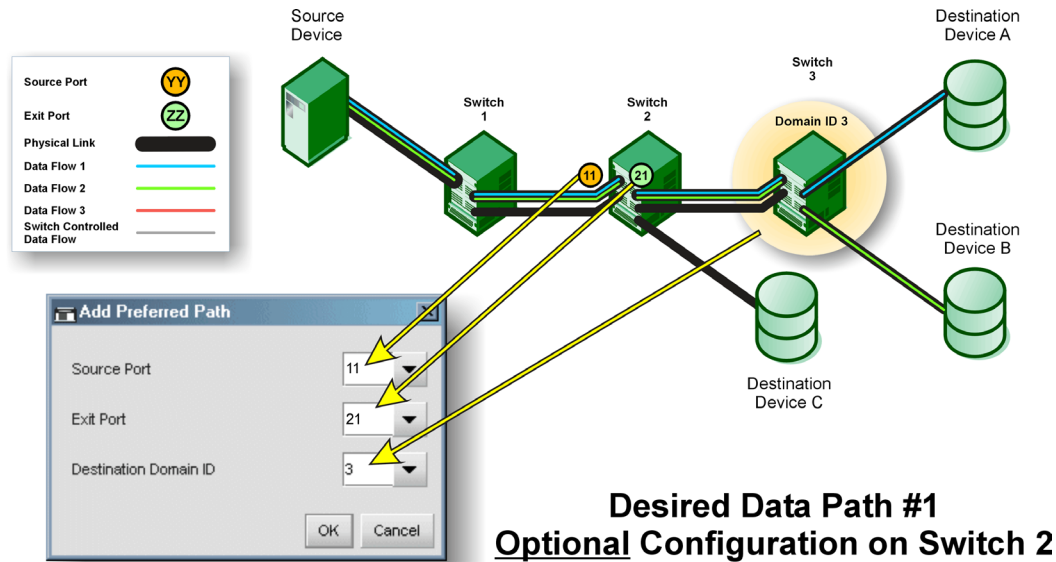 Source
Device
Destination
Device A
Switch
3
Switch
1
Switch
2
Domain ID 3
Source Port
YY
Exit Port
ZZ
Physical Link
Data Flow 1
Data Flow 2
Data Flow 3
Switch Controlled
Data Flow
11
21
Destination
Device B
Destination
Device C
Add Preferred Path
Source Port
11
Exit Port
21
Destination Domain ID
3
OK
Cancel
Desired Data Path #1
Optional Configuration on Switch 2